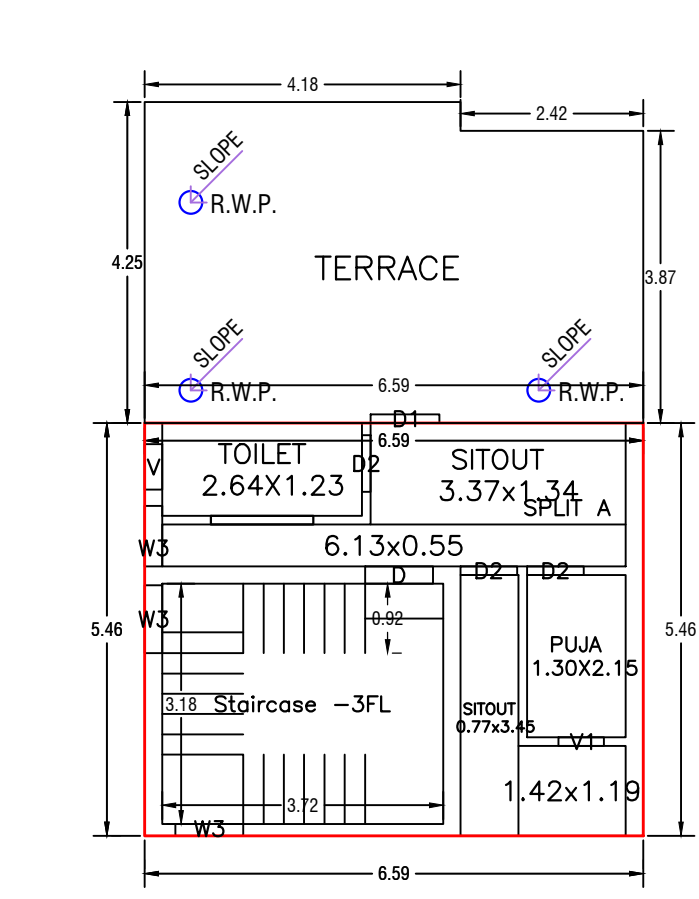 4.18
2.42
SLOPE
R.W.P.
4.25
TERRACE
3.87
SLOPE
SLOPE
6.59
R.W.P.
R.W.P.
D1
6.59
TOILET
2.64X1.23
V
D2
SITOUT
3.37x1.34
SPLIT A
W3
6.13x0.55
D
D2
D2
W3
0.92
5.46
5.46
PUJA
1.30X2.15
3.18
Staircase -3FL
SITOUT
0.77x3.45
V1
1.42x1.19
3.72
W3
6.59